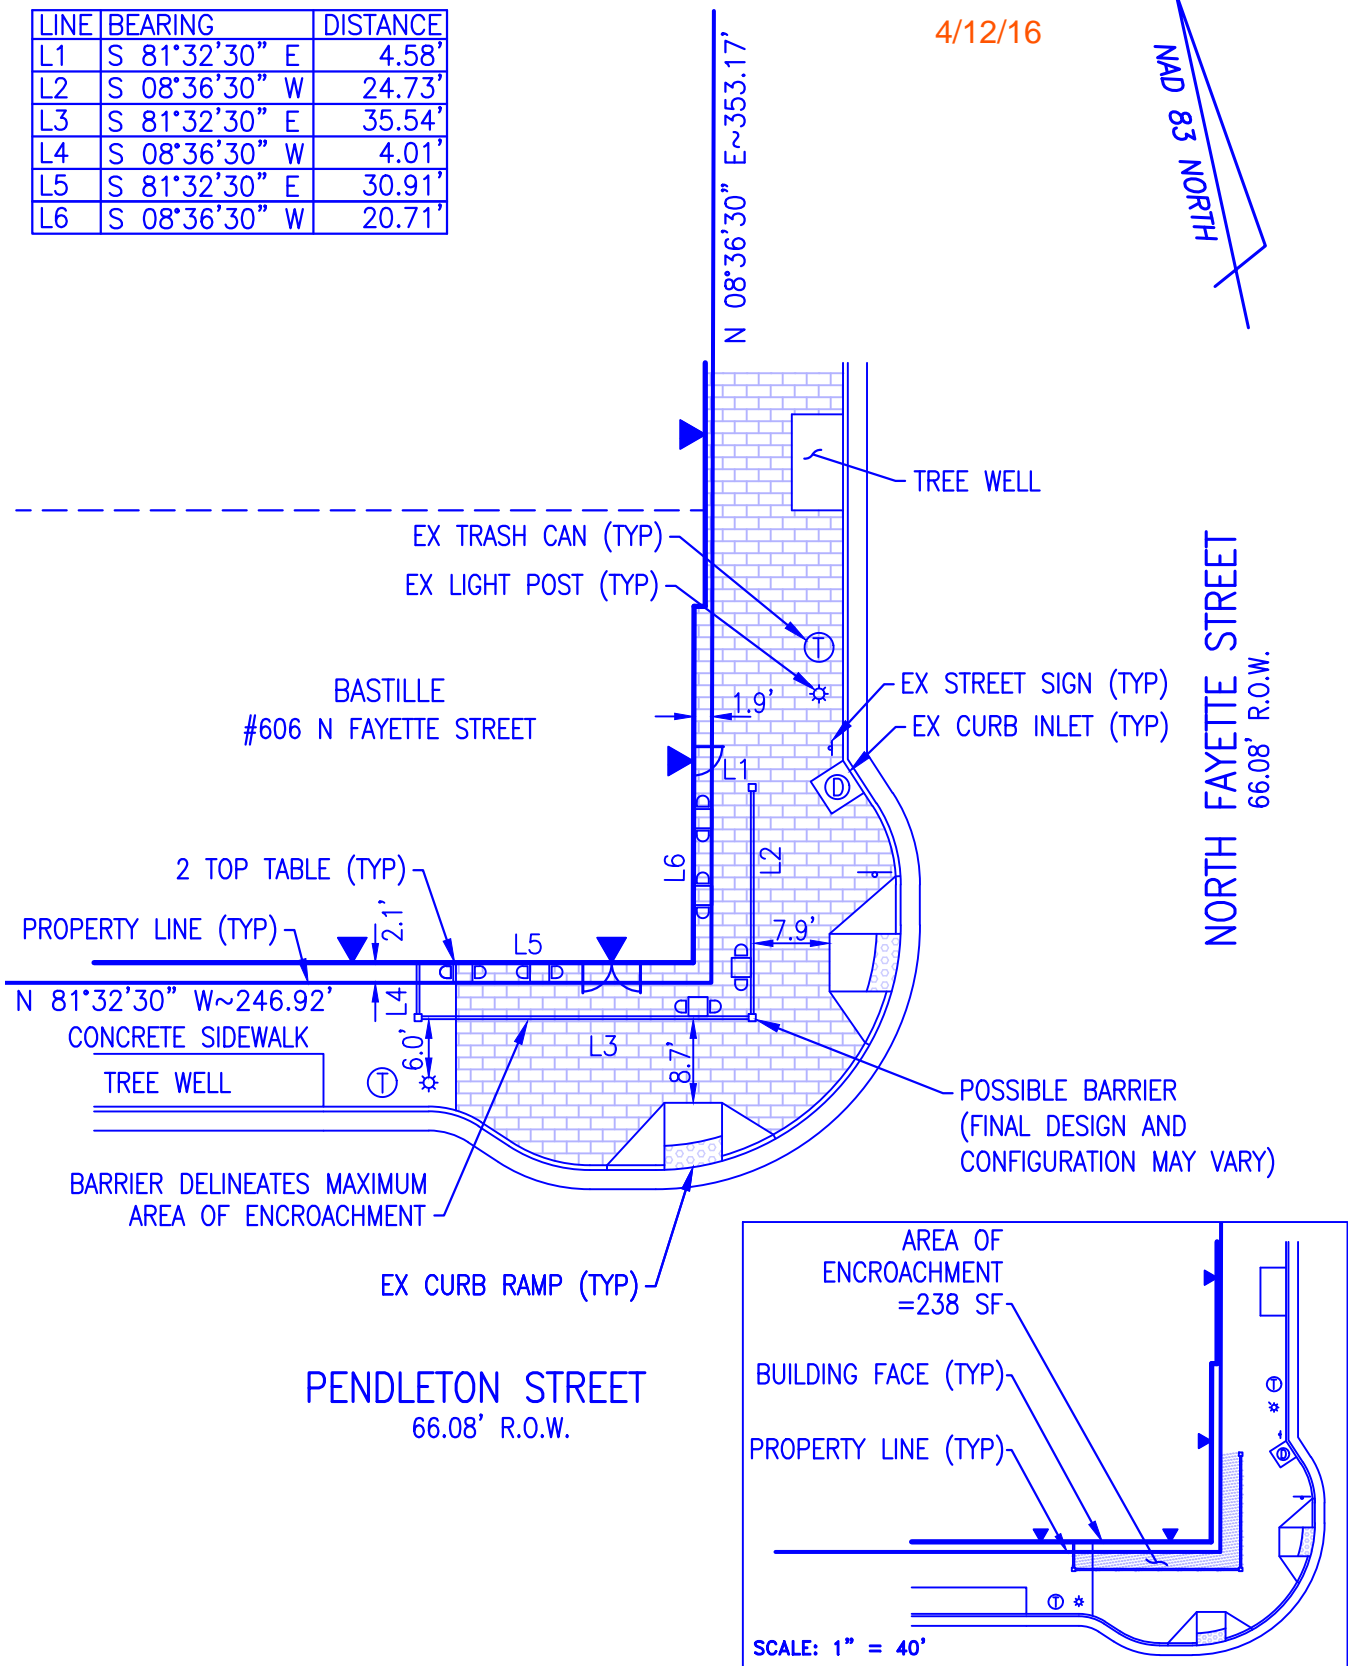 LINE BEARING DISTANCE
L1 S 81°32'30" E 4.58'
L2 S 08°36'30" W 24.73'
L3 S 81°32'30" E 35.54'
L4 S 08°36'30" W 4.01'
L5 S 81°32'30" E 30.91'
L6 S 08°36'30" W 20.71'
4/12/16
NAD 83 NORTH
N 08°36'30" E~353.17'
TREE WELL
EX TRASH CAN (TYP)
EX LIGHT POST (TYP)
T
BASTILLE
#606 N FAYETTE STREET
1.9'
EX STREET SIGN (TYP)
EX CURB INLET (TYP)
NORTH FAYETTE STREET
66.08' R.O.W.
L1
D
2 TOP TABLE (TYP)
L6
L2
PROPERTY LINE (TYP)
2.1'
L5
7.9'
N 81°32'30" W~246.92'
L4
CONCRETE SIDEWALK
6.0'
L3
8.7'
TREE WELL
T
POSSIBLE BARRIER
(FINAL DESIGN AND
CONFIGURATION MAY VARY)
BARRIER DELINEATES MAXIMUM
AREA OF ENCROACHMENT
EX CURB RAMP (TYP)
PENDLETON STREET
66.08' R.O.W.
AREA OF
ENCROACHMENT
=238 SF
BUILDING FACE (TYP)
T
PROPERTY LINE (TYP)
D
T
SCALE: 1" = 40'